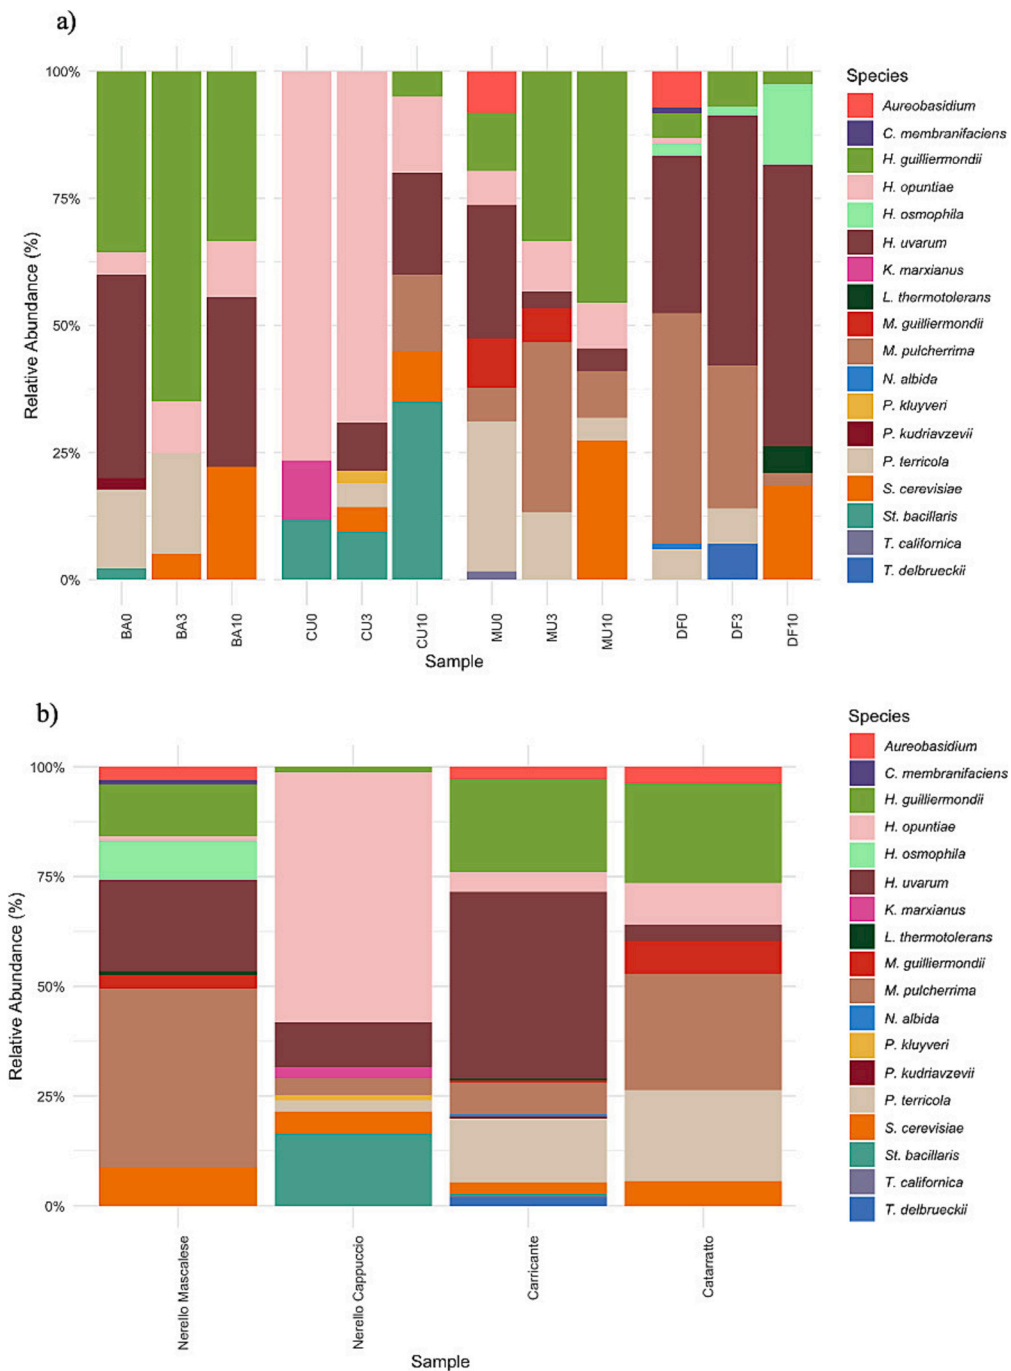 a)
100%
75%
50%
25%
0%
Relative Abundance (%)
BA0
BA3
BA10
CU0
CU3
CU10
MU0
MU3
MU10
DF0
DF3
DF10
Sample
Species
Aureobasidium
C. membranifaciens
H. guilliermondii
H. opuntiae
H. osmophila
H. uvarum
K. marxianus
L. thermotolerans
M. guilliermondii
M. pulcherrima
N. albida
P. kluyveri
P. kudriavzevii
P. terricola
S. cerevisiae
St. bacillaris
T. californica
T. delbrueckii
b)
100%
75%
50%
25%
0%
Relative Abundance (%)
Nerello Mascalese
Nerello Cappuccio
Carricante
Catarratto
Sample
Species
Aureobasidium
C. membranifaciens
H. guilliermondii
H. opuntiae
H. osmophila
H. uvarum
K. marxianus
L. thermotolerans
M. guilliermondii
M. pulcherrima
N. albida
P. kluyveri
P. kudriavzevii
P. terricola
S. cerevisiae
St. bacillaris
T. californica
T. delbrueckii